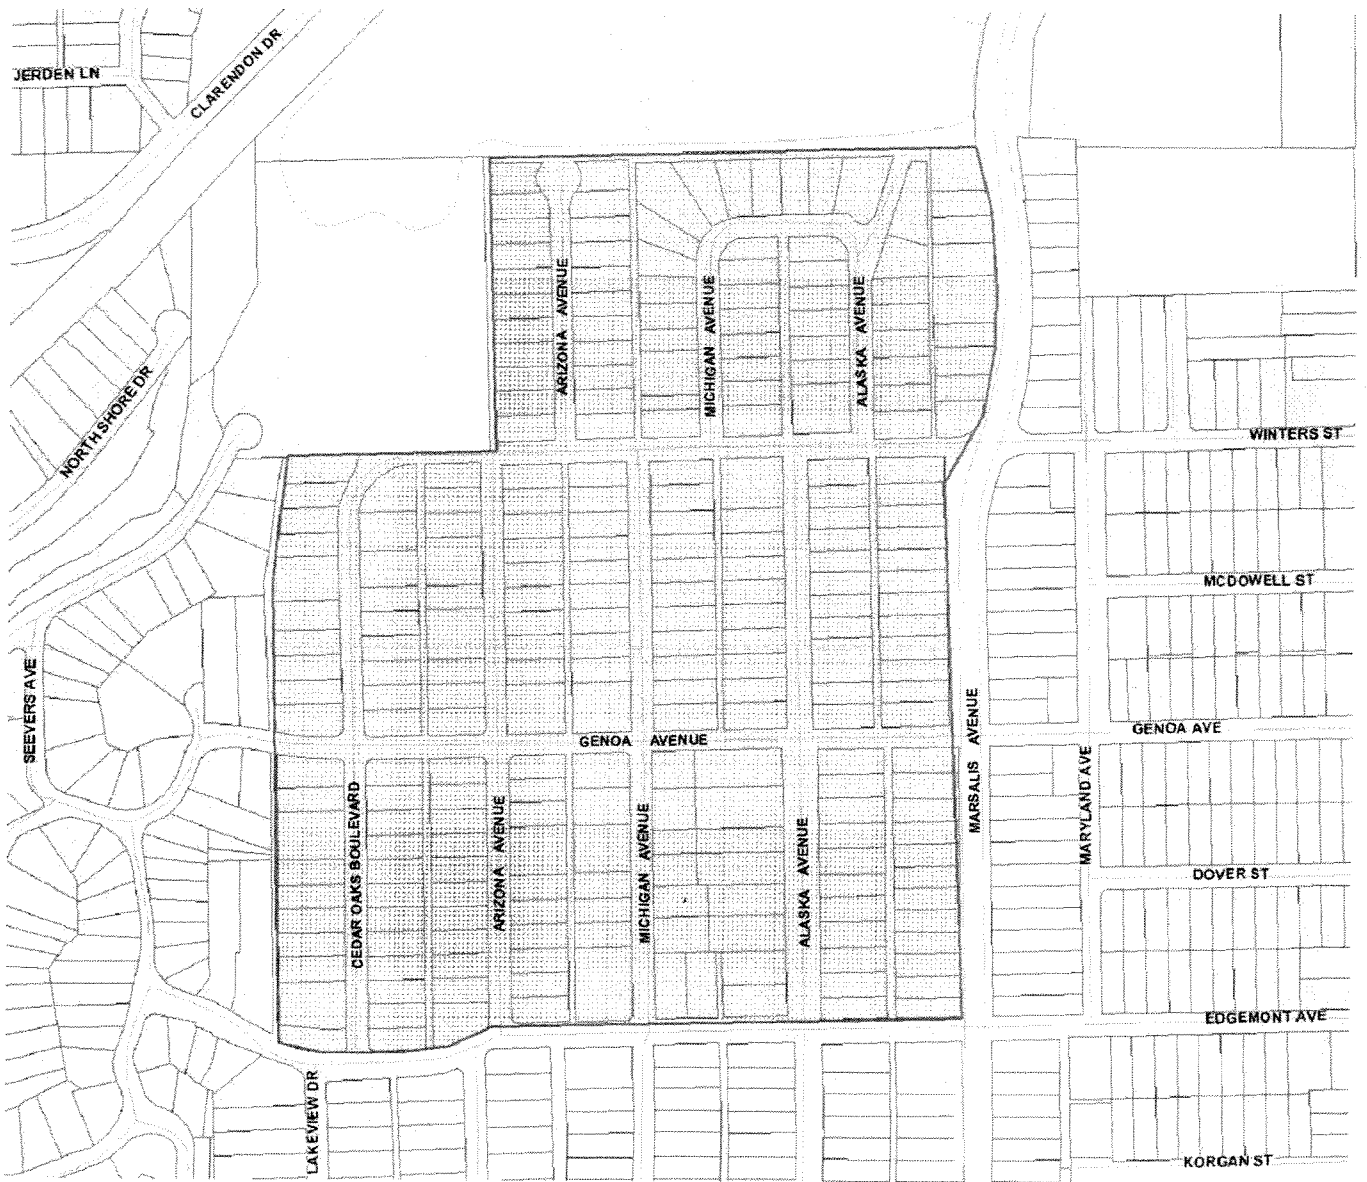 JERDEN LN
CLARENDON DR
ARIZONA AVENUE
MICHIGAN AVENUE
ALASKA AVENUE
NORTH SHORE DR
WINTERS ST
MCDOWELL ST
SEEVERS AVE
MARSALIS AVENUE
GENOA AVENUE
GENOA AVE
MARYLAND AVE
CEDAR OAKS BOULEVARD
ARIZONA AVENUE
MICHIGAN AVENUE
ALASKA AVENUE
DOVER ST
EDGEMONT AVE
LAKEVIEW DR
KORGAN ST